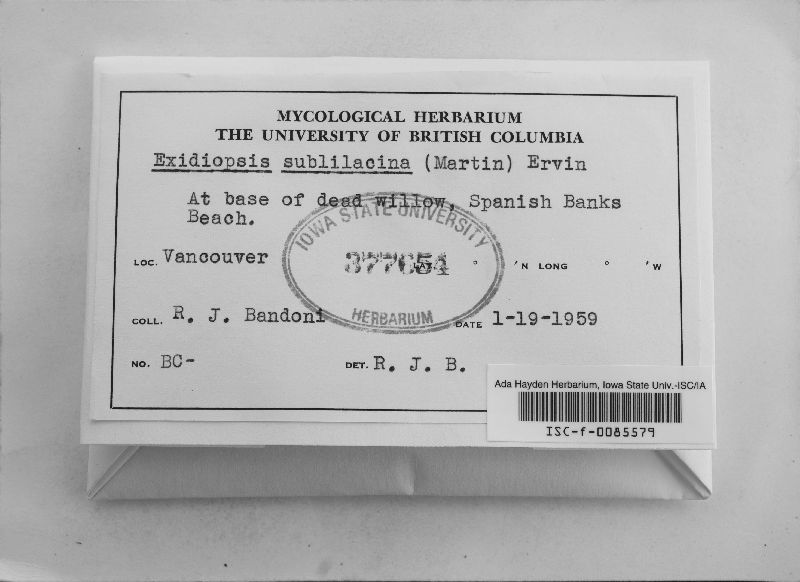 MYCOLOGICAL HERBARIUM
THE UNIVERSITY OF BRITISH COLUMBIA
Exidiopsis sublilacina (Martin) Ervin
At base of dead willow, Spanish Banks
Beach.
IOWA STATE UNIVERSITY
377654
HERBARIUM
LOC. Vancouver LAT. ° ′N LONG ° ′W
COLL. R. J. Bandoni DATE 1-19-1959
NO. BC- DET. R. J. B.
Ada Hayden Herbarium, Iowa State Univ.-ISC/IA
ISC-f-0085579